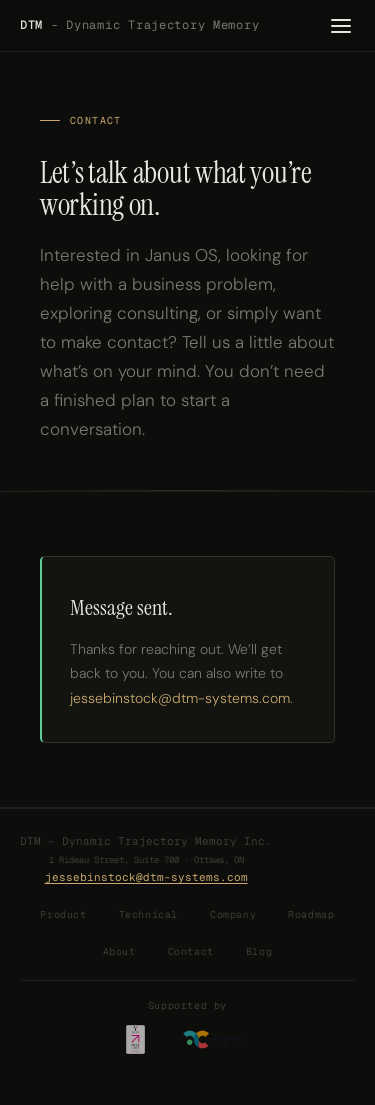 DTM – Dynamic Trajectory Memory
CONTACT
Let’s talk about what you’re
working on.
Interested in Janus OS, looking for
help with a business problem,
exploring consulting, or simply want
to make contact? Tell us a little about
what’s on your mind. You don’t need
a finished plan to start a
conversation.
Message sent.
Thanks for reaching out. We’ll get
back to you. You can also write to
jessebinstock@dtm-systems.com.
DTM – Dynamic Trajectory Memory Inc.
1 Rideau Street, Suite 700 · Ottawa, ON
jessebinstock@dtm-systems.com
Product Technical Company Roadmap
About Contact Blog
Supported by